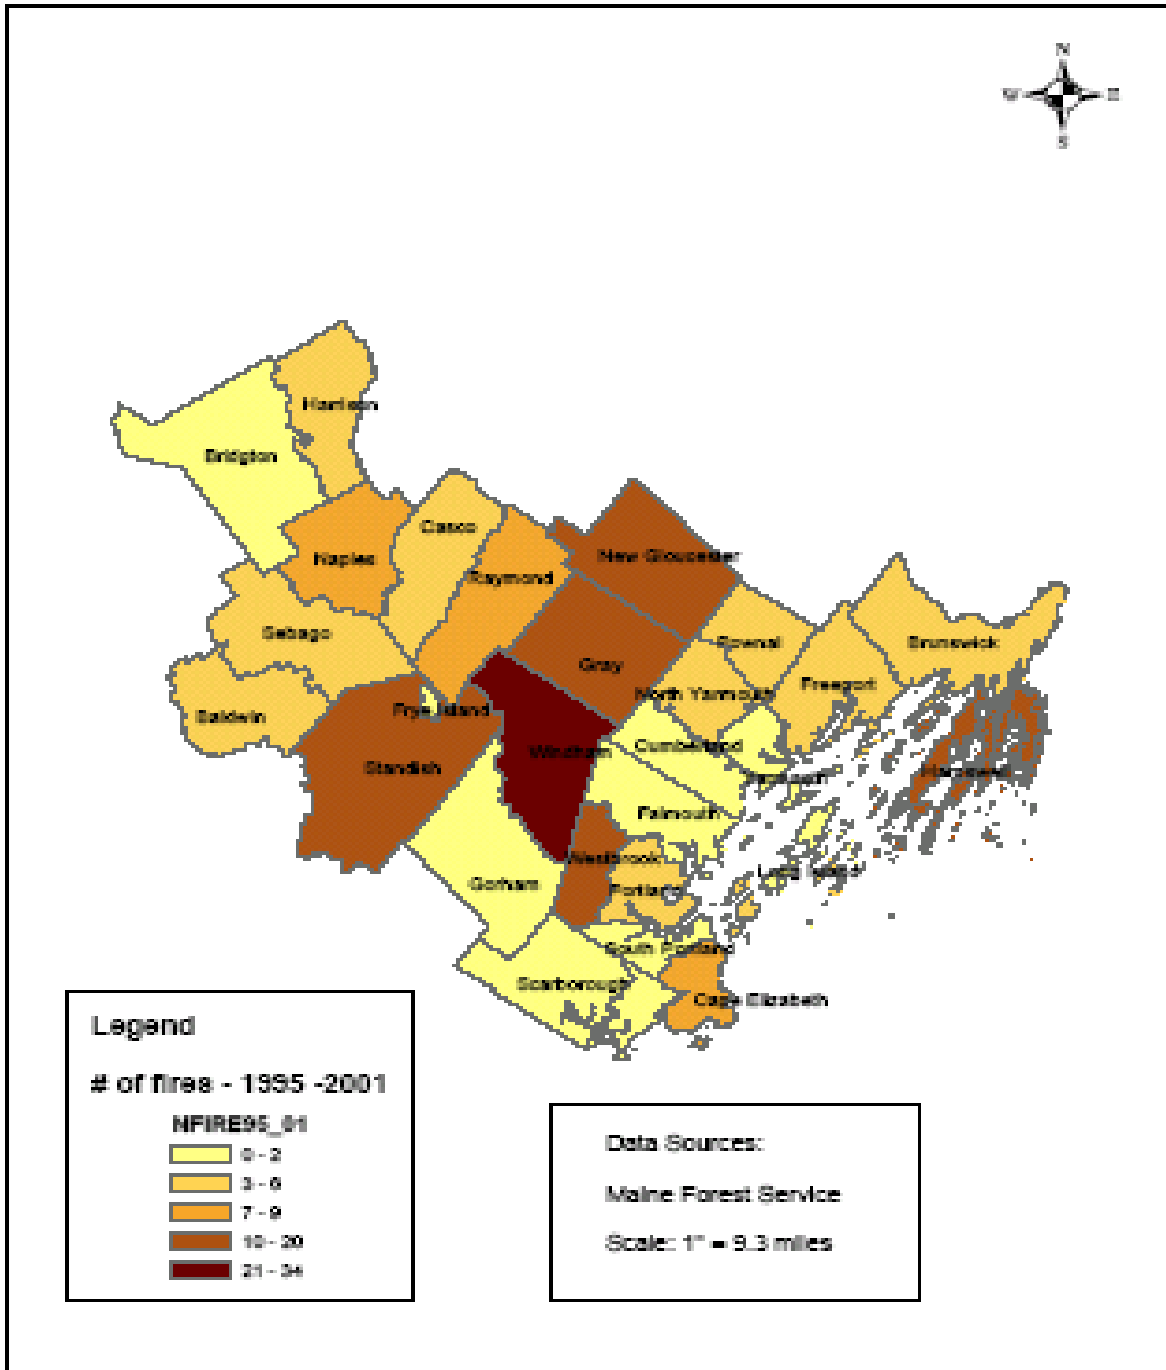 N
W E
S
Harrison
Bridgton
Casco
New Gloucester
Naples
Raymond
Sebago
Pownal
Brunswick
Gray
North Yarmouth
Freeport
Baldwin
Frye Island
Cumberland
Windham
Standish
Yarmouth
Harpswell
Falmouth
Westbrook
Long Island
Gorham
Portland
South Portland
Scarborough
Cape Elizabeth
Legend
# of fires - 1995 -2001
NFIRE95_01
0 - 2
3 - 6
7 - 9
10 - 20
21 - 34
Data Sources:
Maine Forest Service
Scale: 1" = 9.3 miles